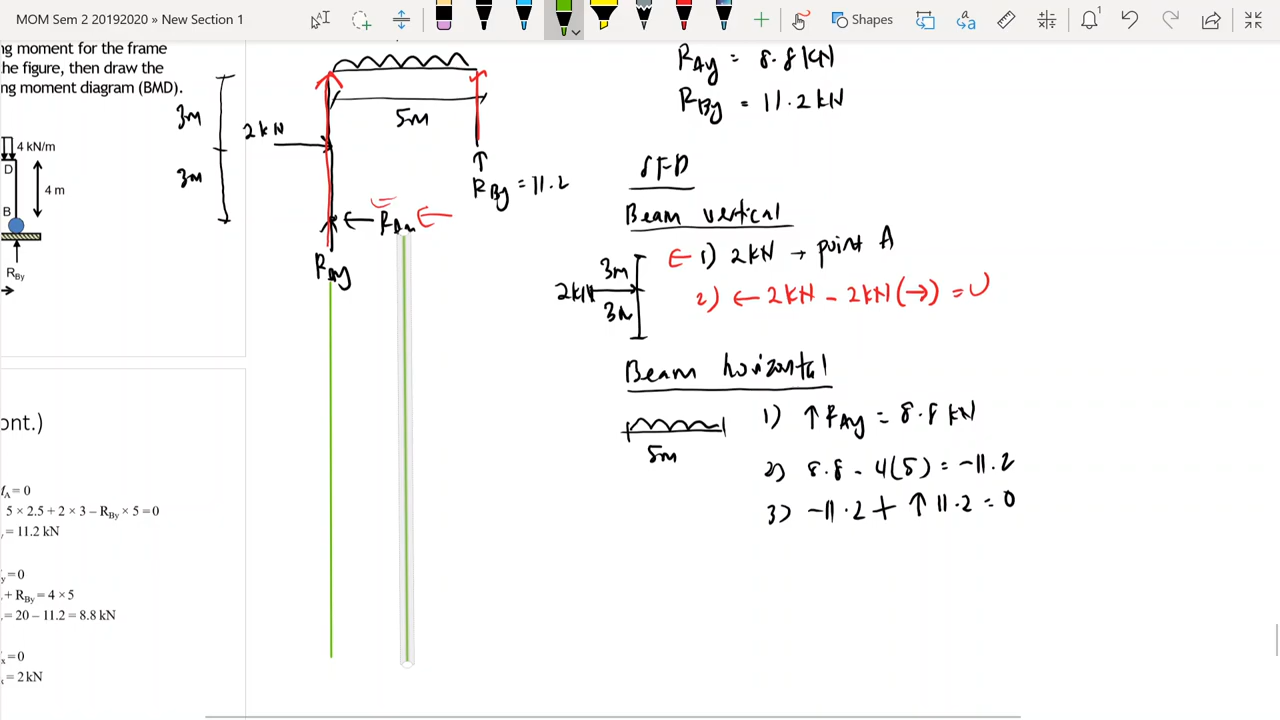 MOM Sem 2 20192020 » New Section 1
Shapes
ng moment for the frame
he figure, then draw the
ng moment diagram (BMD).
4 kN/m
D
4 m
B
RBy
3m
3m
2kN
5m
RBy = 11.2
RAy
RAy = 8.8kN
RBy = 11.2kN
SFD
Beam vertical
3m
2kN
3m
← 1) 2kN → point A
2) ← 2kN - 2kN(→) = 0
Beam horizontal
5m
1) ↑ RAy = 8.8 kN
2) 8.8 - 4(5) = -11.2
3) -11.2 + ↑ 11.2 = 0
ont.)
A = 0
5 × 2.5 + 2 × 3 – RBy × 5 =0
= 11.2 kN
y =0
+ RBy = 4 × 5
= 20 – 11.2 = 8.8 kN
x =0
= 2 kN